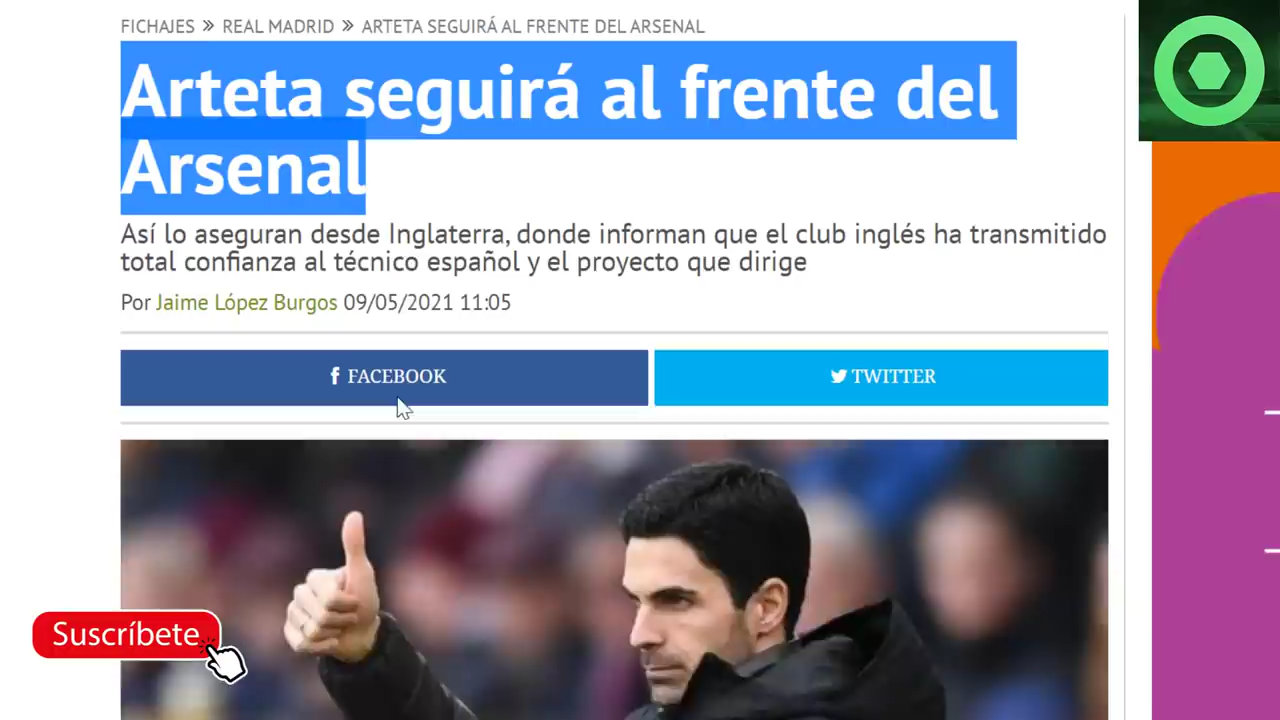 FICHAJES » REAL MADRID » ARTETA SEGUIRÁ AL FRENTE DEL ARSENAL
Arteta seguirá al frente del
Arsenal
Así lo aseguran desde Inglaterra, donde informan que el club inglés ha transmitido
total confianza al técnico español y el proyecto que dirige
Por Jaime López Burgos 09/05/2021 11:05
FACEBOOK
TWITTER
Suscríbete